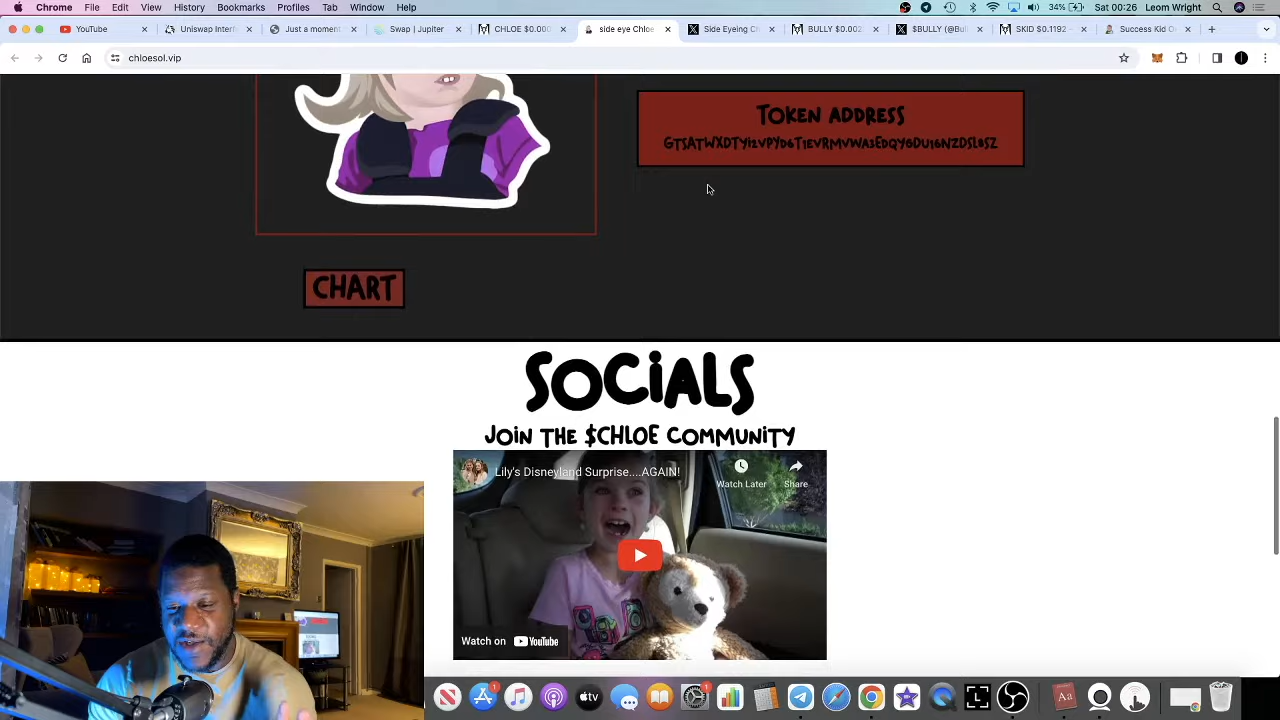 Chrome File Edit View History Bookmarks Profiles Tab Window Help 34% Sat 00:26 Leom Wright
YouTube Uniswap Interf Just a moment Swap | Jupiter CHLOE $0.000 side eye Chloe Side Eyeing Ch BULLY $0.002 $BULLY (@Bull SKID $0.1192 - Success Kid O
chloesol.vip
TOKEN ADDRESS
CHART
SOCiALS
JOiN THE $CHLOE COMMUNiTY
Lily's Disneyland Surprise....AGAIN!
Watch Later Share
Watch on YouTube